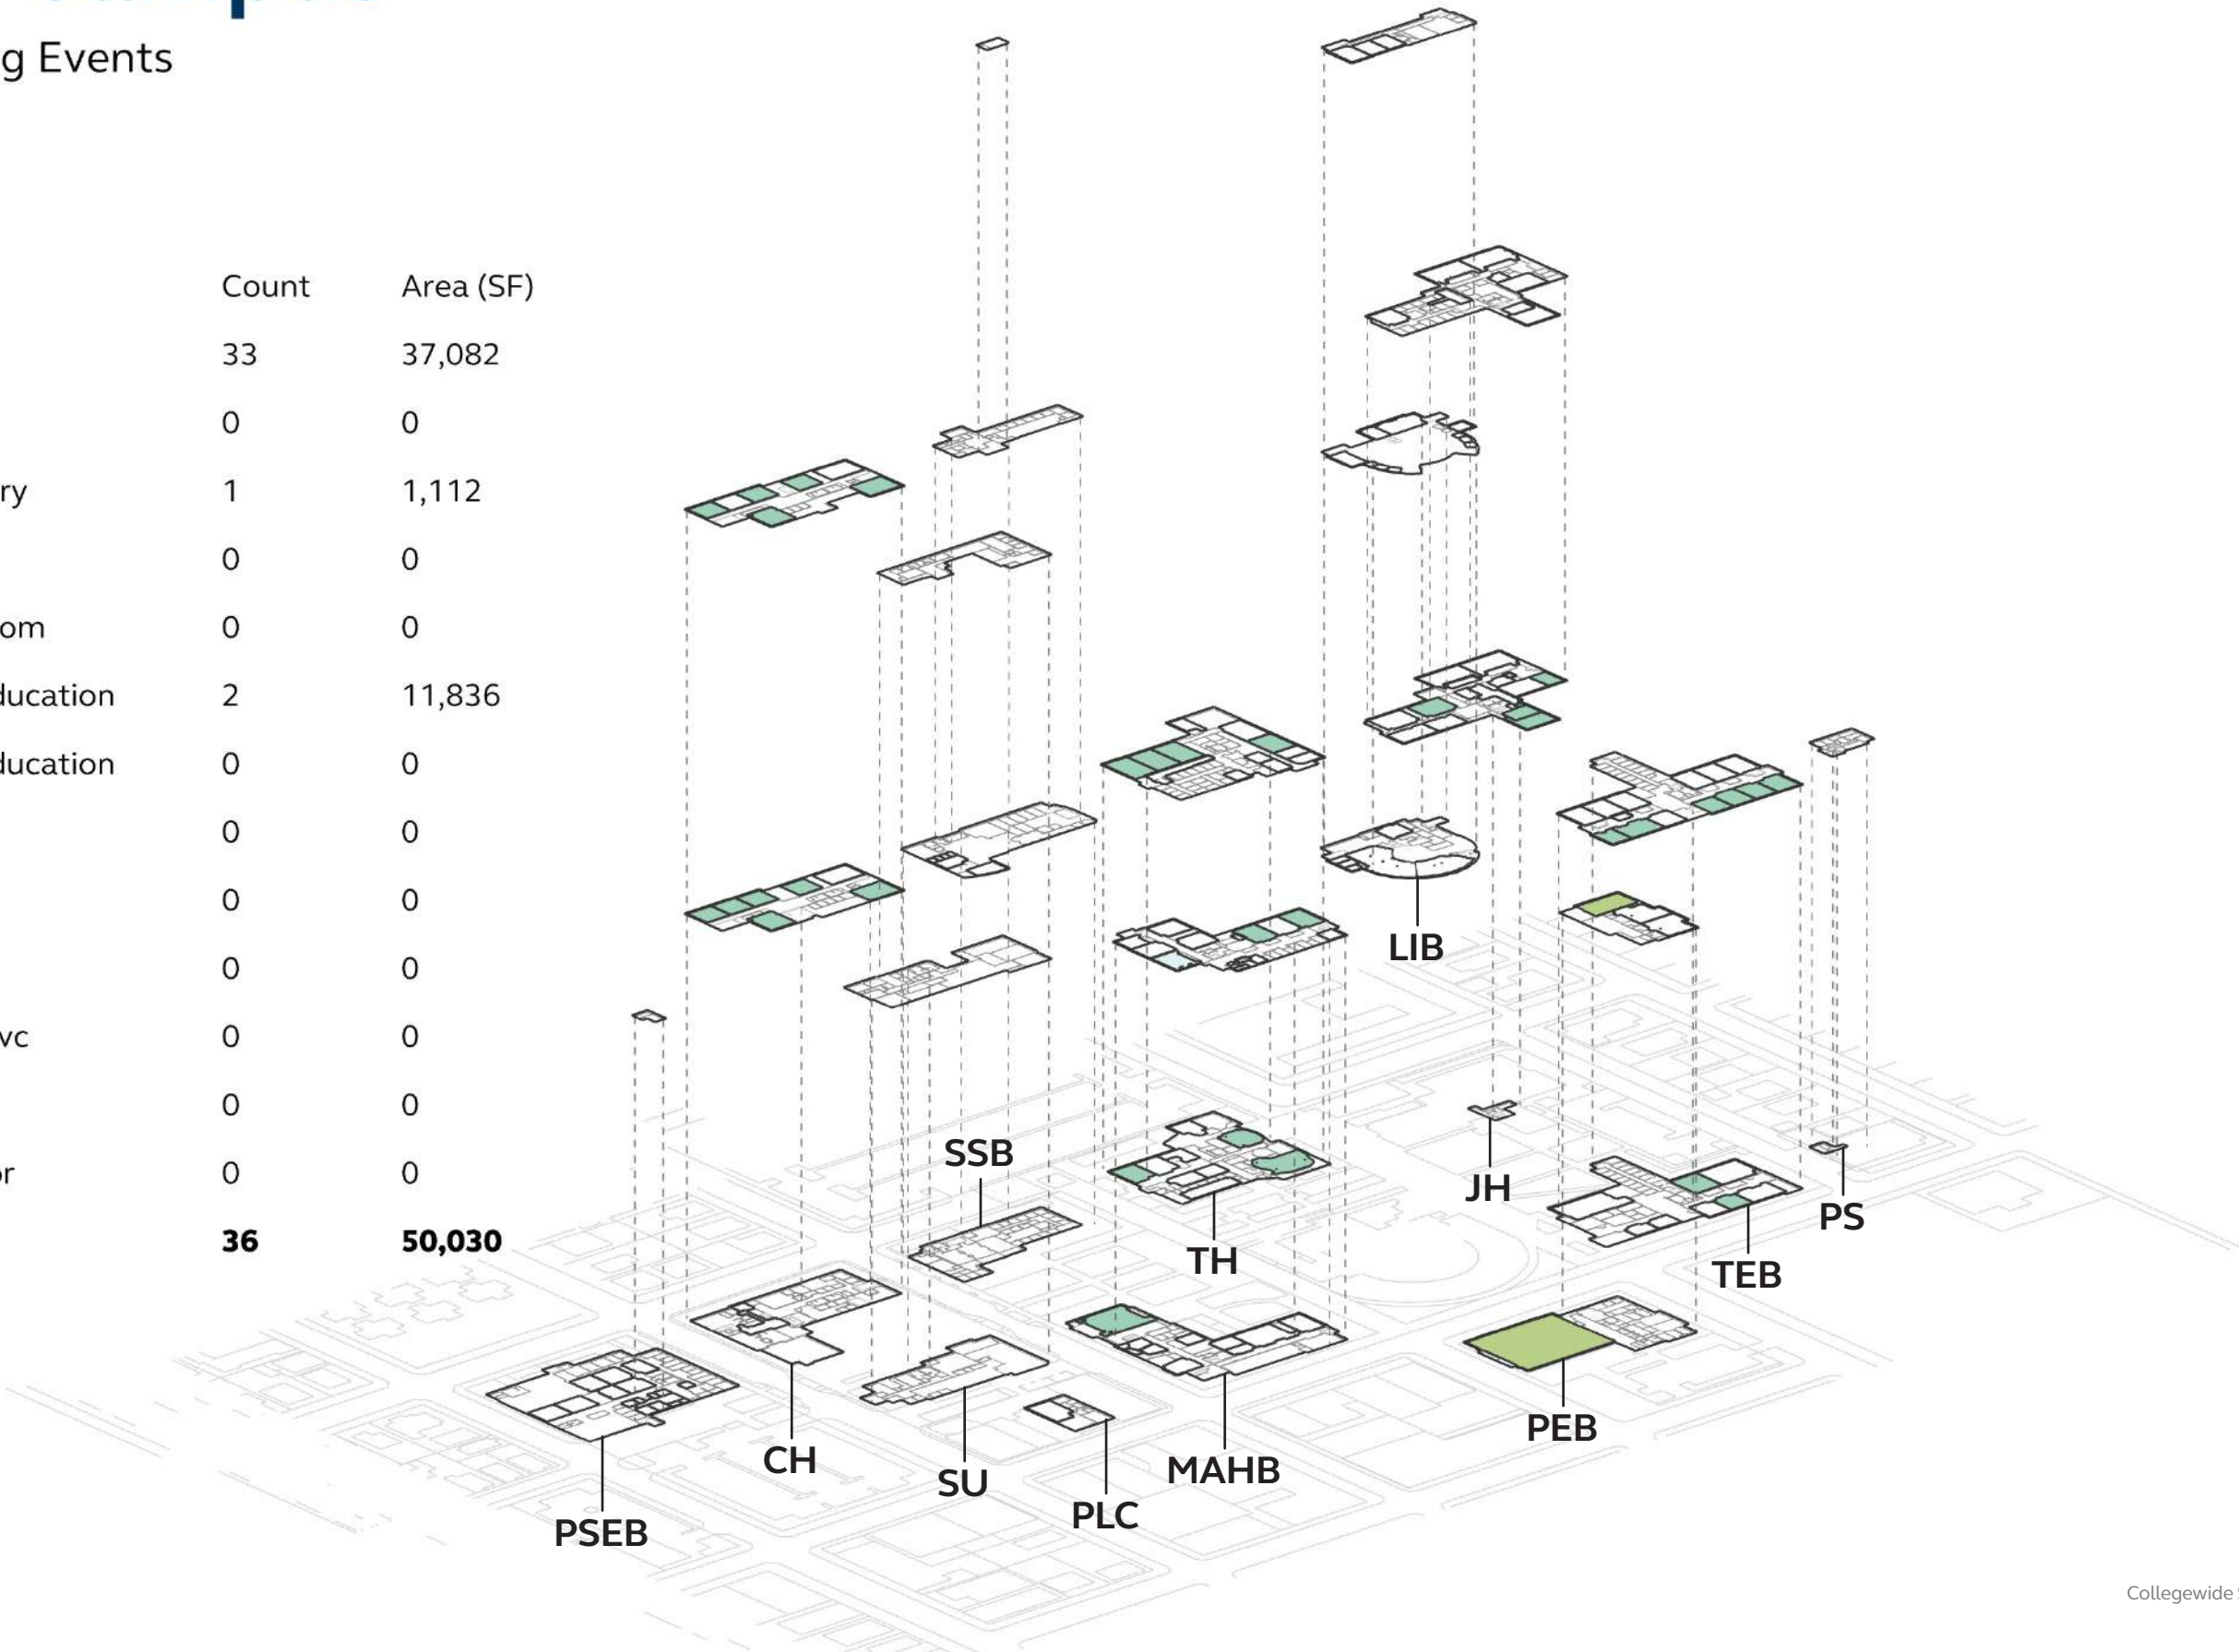 g Events
Count Area (SF)
33 37,082
0 0
ry 1 1,112
0 0
om 0 0
ducation 2 11,836
ducation 0 0
0 0
0 0
0 0
vc 0 0
0 0
or 0 0
36 50,030
LIB
SSB
JH
PS
TH
TEB
PEB
CH
MAHB
SU
PLC
PSEB
Collegewide